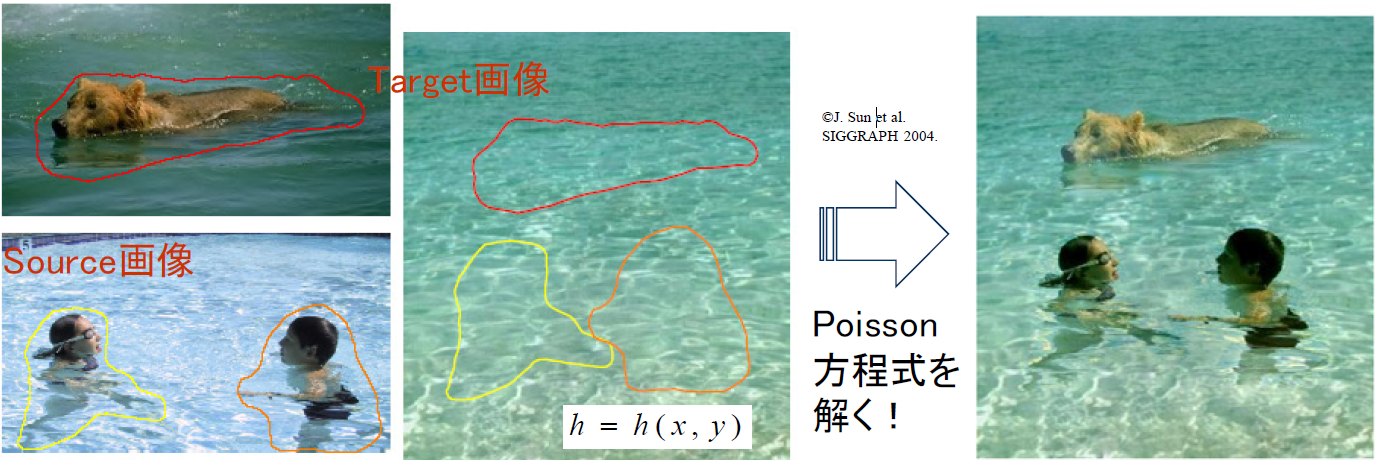 Target画像
Source画像
5
h = h(x, y)
©J. Sun et al.
SIGGRAPH 2004.
Poisson
方程式を
解く！